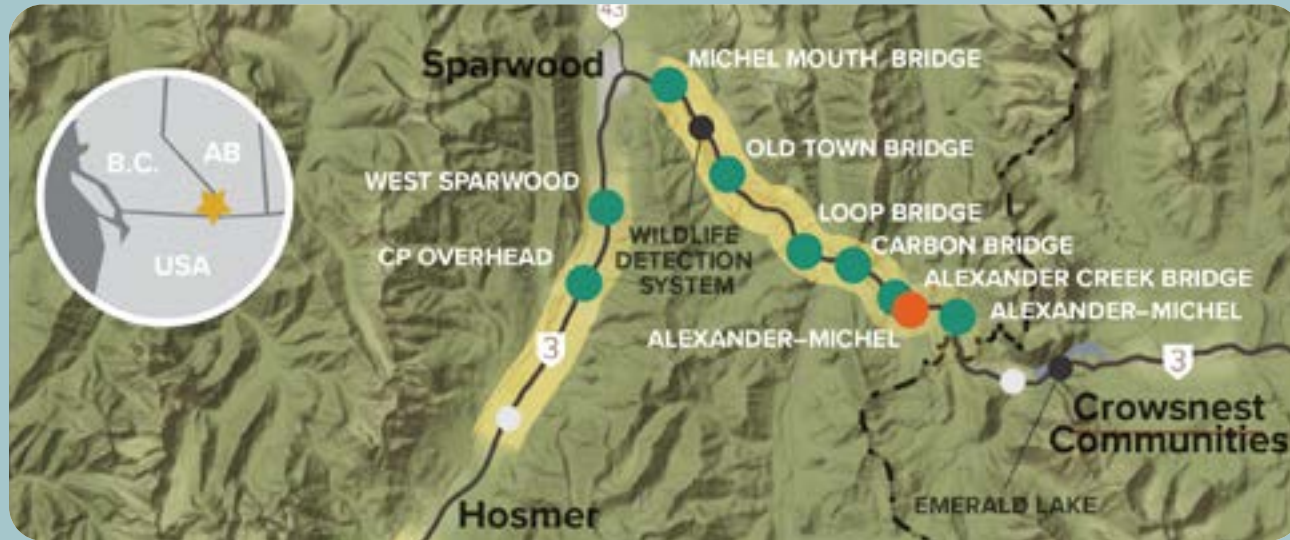 43
Sparwood
MICHEL MOUTH BRIDGE
B.C.
AB
USA
OLD TOWN BRIDGE
WEST SPARWOOD
LOOP BRIDGE
WILDLIFE
DETECTION
SYSTEM
CARBON BRIDGE
CP OVERHEAD
ALEXANDER CREEK BRIDGE
ALEXANDER–MICHEL
ALEXANDER–MICHEL
3
3
Crowsnest
Communities
EMERALD LAKE
Hosmer